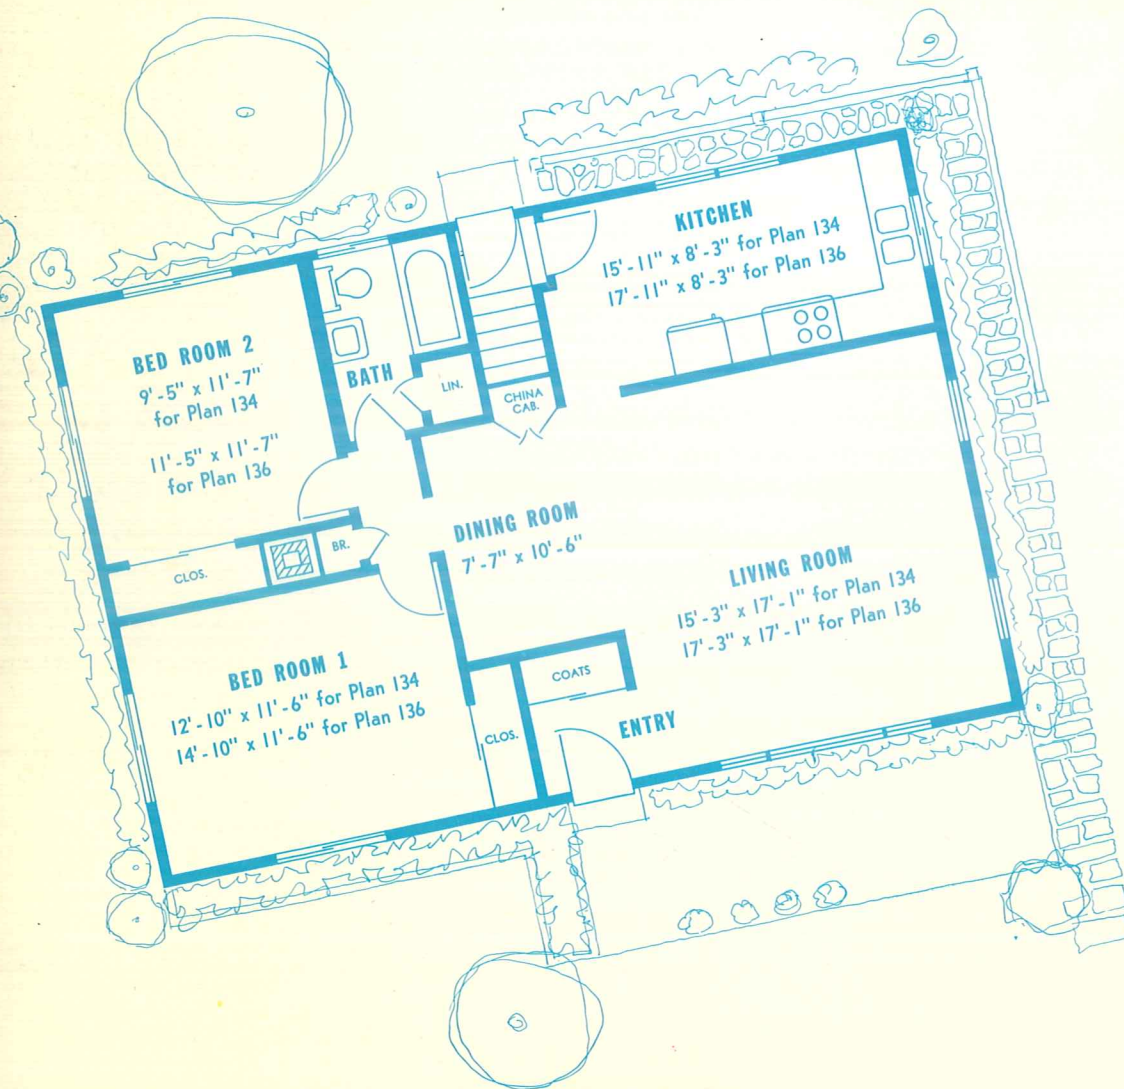 KITCHEN
15'-11" x 8'-3" for Plan 134
17'-11" x 8'-3" for Plan 136
BED ROOM 2
9'-5" x 11'-7"
for Plan 134
11'-5" x 11'-7"
for Plan 136
BATH
LIN.
CHINA
CAB.
DINING ROOM
7'-7" x 10'-6"
BR.
CLOS.
LIVING ROOM
15'-3" x 17'-1" for Plan 134
17'-3" x 17'-1" for Plan 136
BED ROOM 1
12'-10" x 11'-6" for Plan 134
14'-10" x 11'-6" for Plan 136
COATS
CLOS.
ENTRY